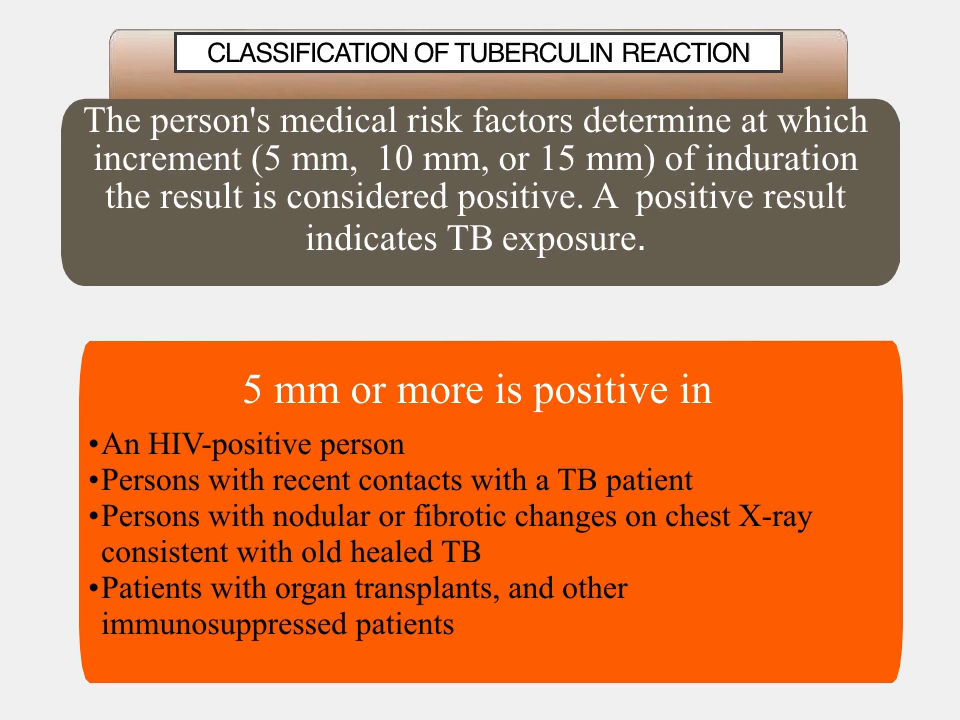 CLASSIFICATION OF TUBERCULIN REACTION
The person's medical risk factors determine at which
increment (5 mm,  10 mm, or 15 mm) of induration
the result is considered positive. A  positive result
indicates TB exposure.
5 mm or more is positive in
•An HIV-positive person
•Persons with recent contacts with a TB patient
•Persons with nodular or fibrotic changes on chest X-ray
consistent with old healed TB
•Patients with organ transplants, and other
immunosuppressed patients